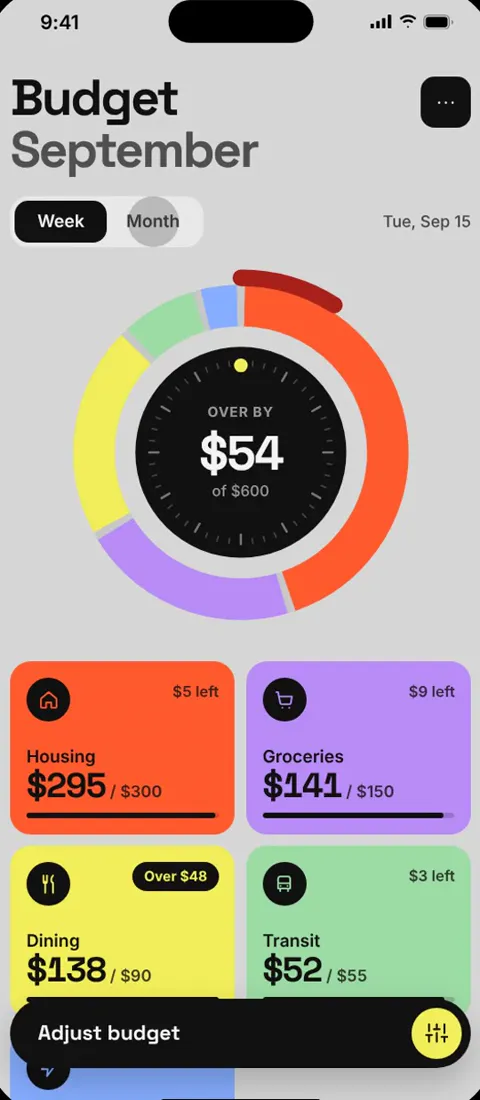 9:41
Budget
September
...
Week
Month
Tue, Sep 15
OVER BY
$54
of $600
$5 left
Housing
$295 / $300
$9 left
Groceries
$141 / $150
Over $48
Dining
$138 / $90
$3 left
Transit
$52 / $55
Adjust budget